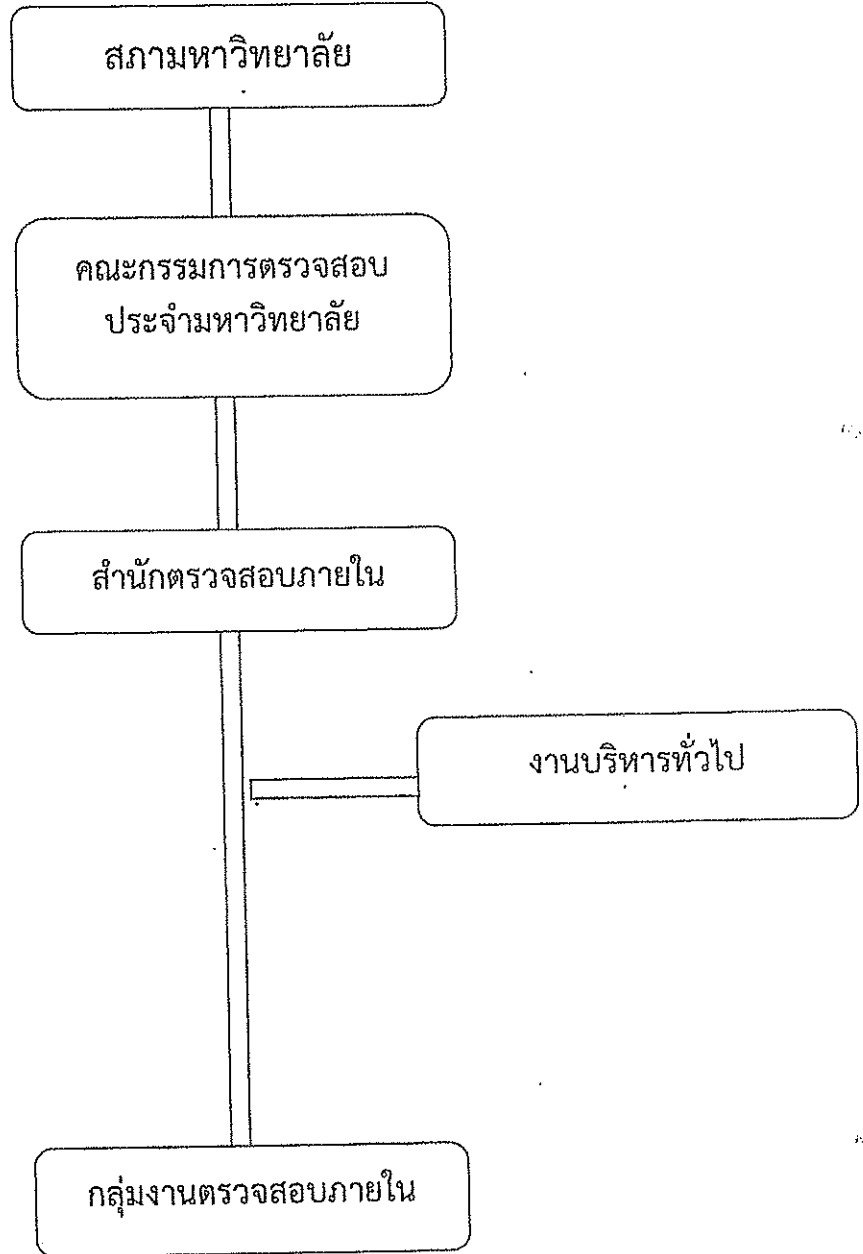 สภามหาวิทยาลัย
คณะกรรมการตรวจสอบ
ประจำมหาวิทยาลัย
สำนักตรวจสอบภายใน
งานบริหารทั่วไป
กลุ่มงานตรวจสอบภายใน